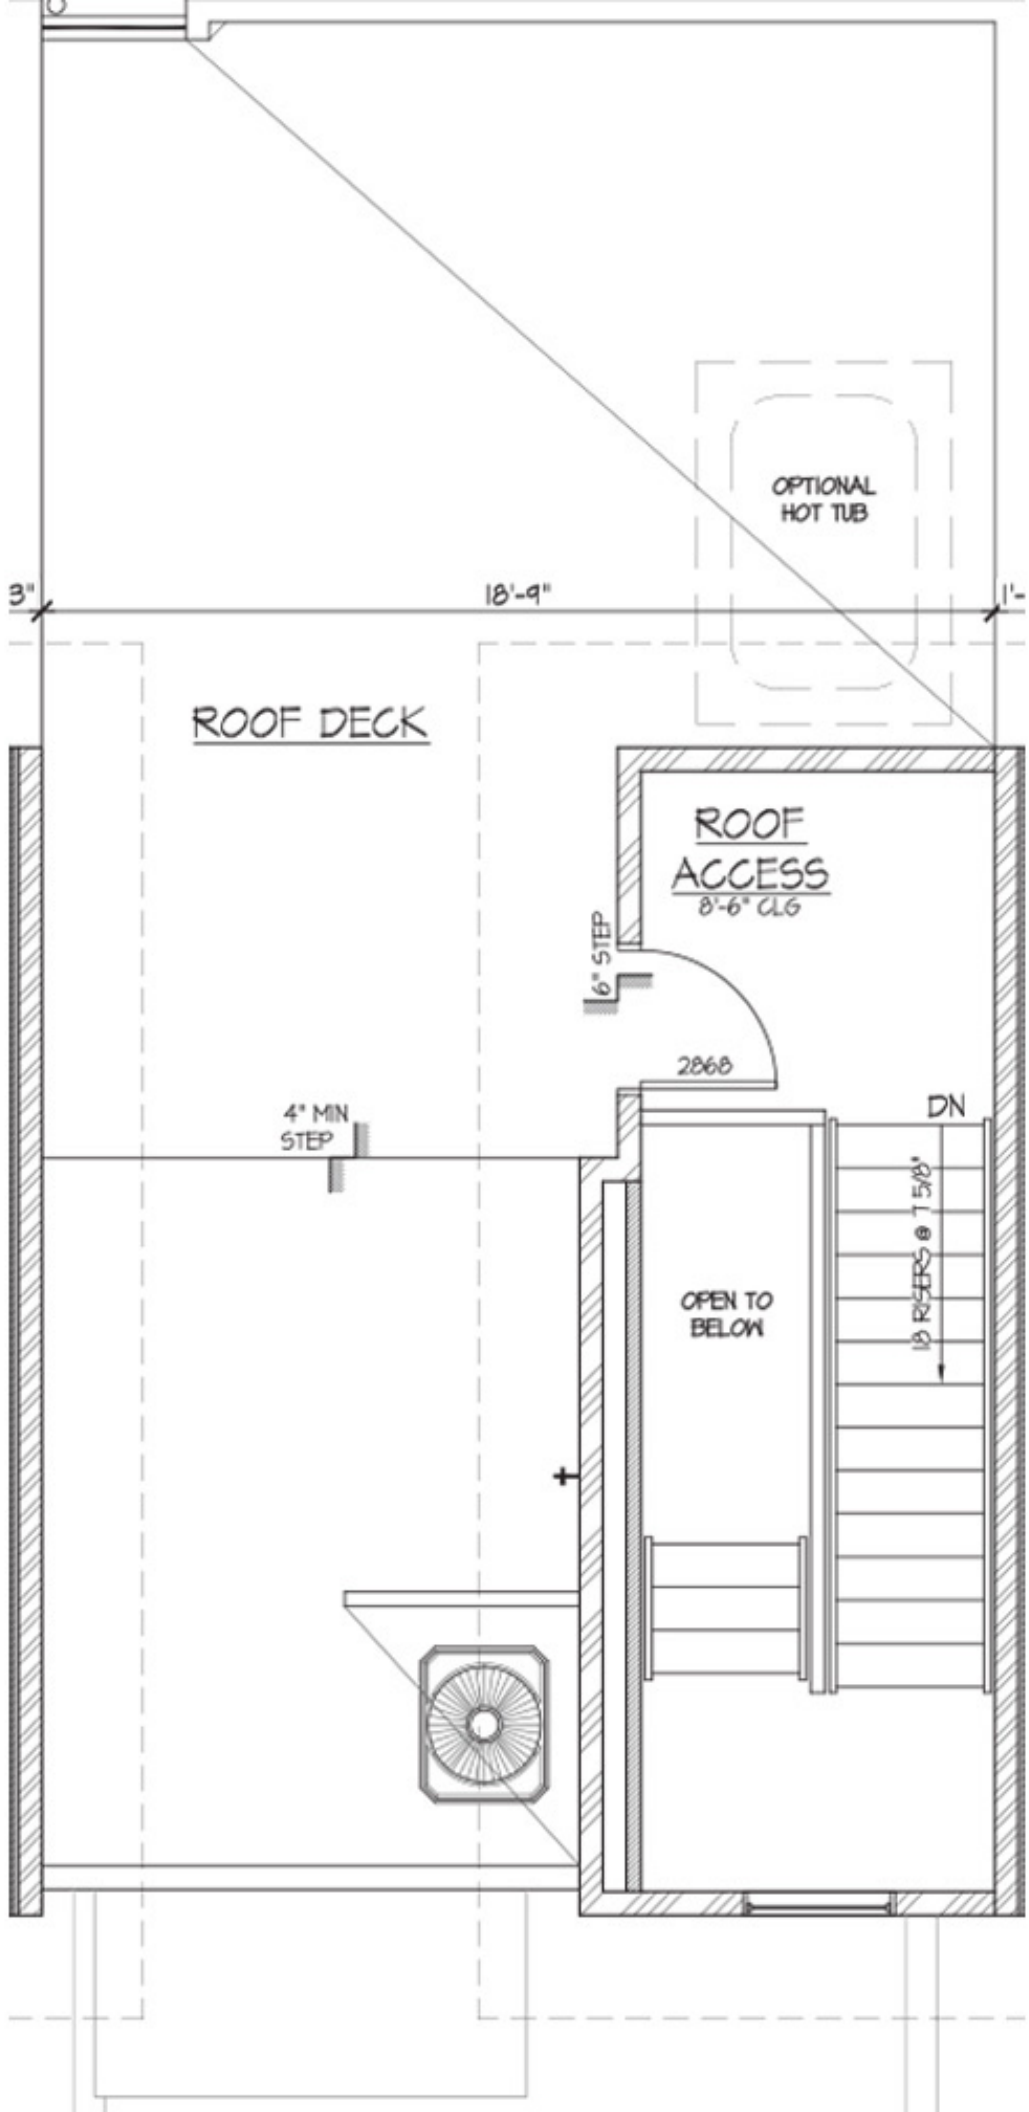 OPTIONAL
HOT TUB
3"
18'-9"
1'-
ROOF DECK
ROOF
ACCESS
8'-6" CLG
6" STEP
2868
4" MIN
STEP
DN
18 RISERS @ 7 5/8"
OPEN TO
BELOW